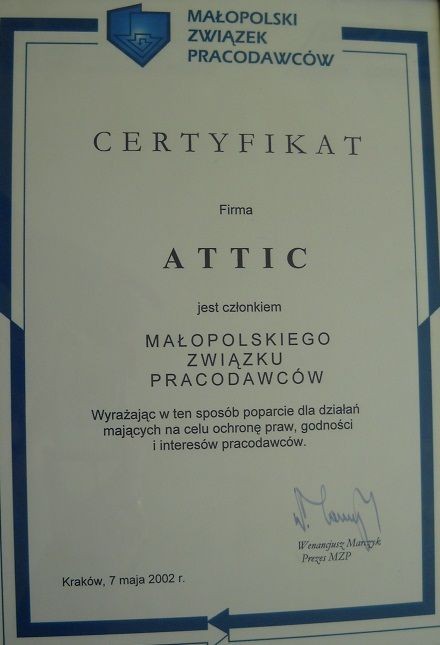 MAŁOPOLSKI
ZWIĄZEK
PRACODAWCÓW
CERTYFIKAT
Firma
ATTIC
jest członkiem
MAŁOPOLSKIEGO
ZWIĄZKU
PRACODAWCÓW
Wyrażając w ten sposób poparcie dla działań
mających na celu ochronę praw, godności
i interesów pracodawców.
Wenancjusz Marczyk
Prezes MZP
Kraków, 7 maja 2002 r.